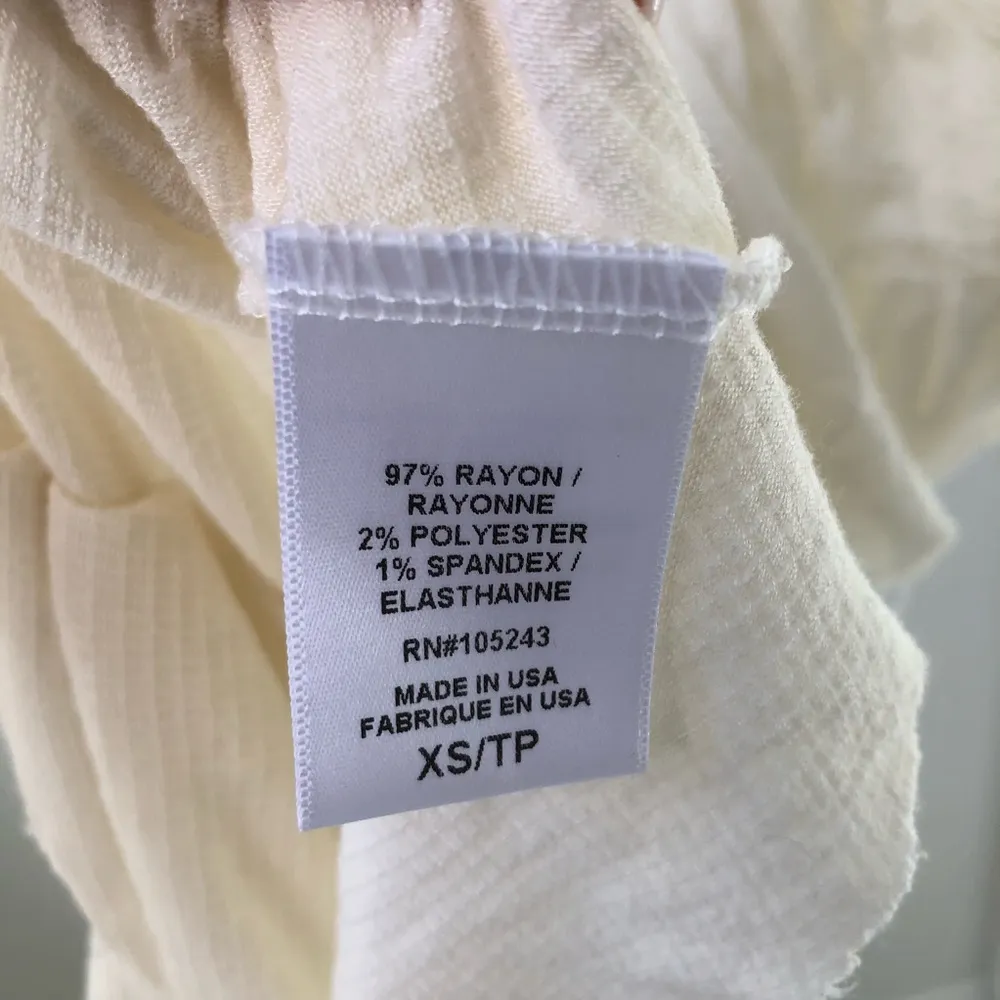 97% RAYON /
RAYONNE
2% POLYESTER
1% SPANDEX /
ELASTHANNE
RN#105243
MADE IN USA
FABRIQUE EN USA
XS/TP